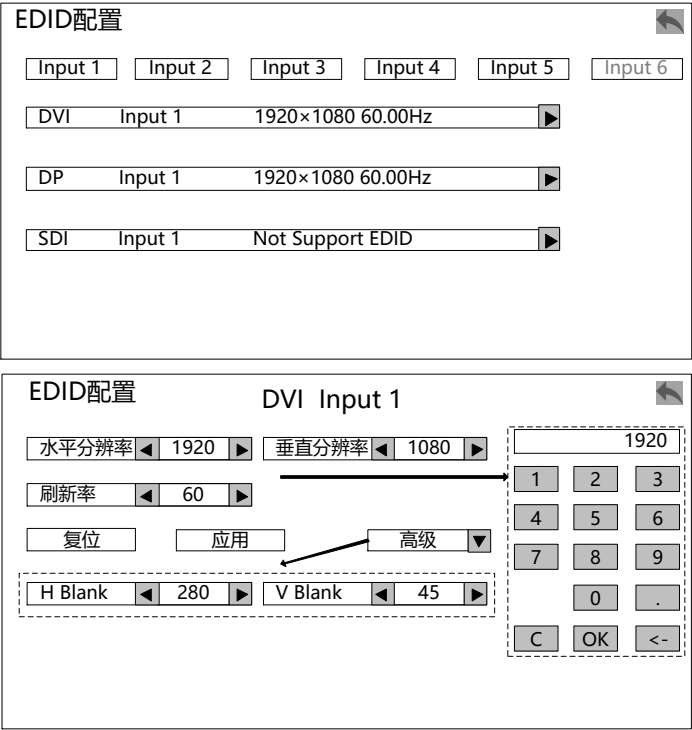 EDID配置
Input 1 Input 2 Input 3 Input 4 Input 5 Input 6
DVI Input 1 1920×1080 60.00Hz
DP Input 1 1920×1080 60.00Hz
SDI Input 1 Not Support EDID
EDID配置 DVI Input 1
水平分辨率 1920 垂直分辨率 1080
刷新率 60
复位 应用 高级
H Blank 280 V Blank 45
1920
1 2 3
4 5 6
7 8 9
0 .
C OK <-